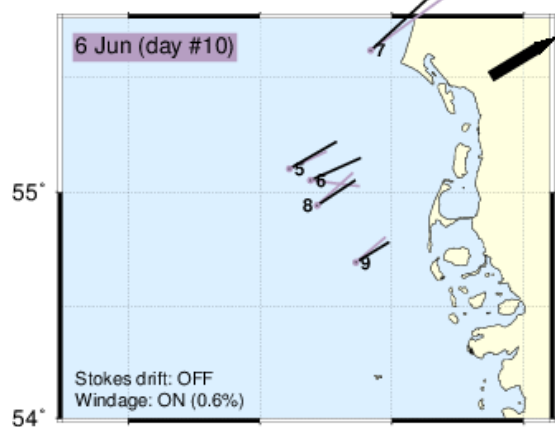 6 Jun (day #10)
7
5
55°
6
8
9
Stokes drift: OFF
Windage: ON (0.6%)
54°